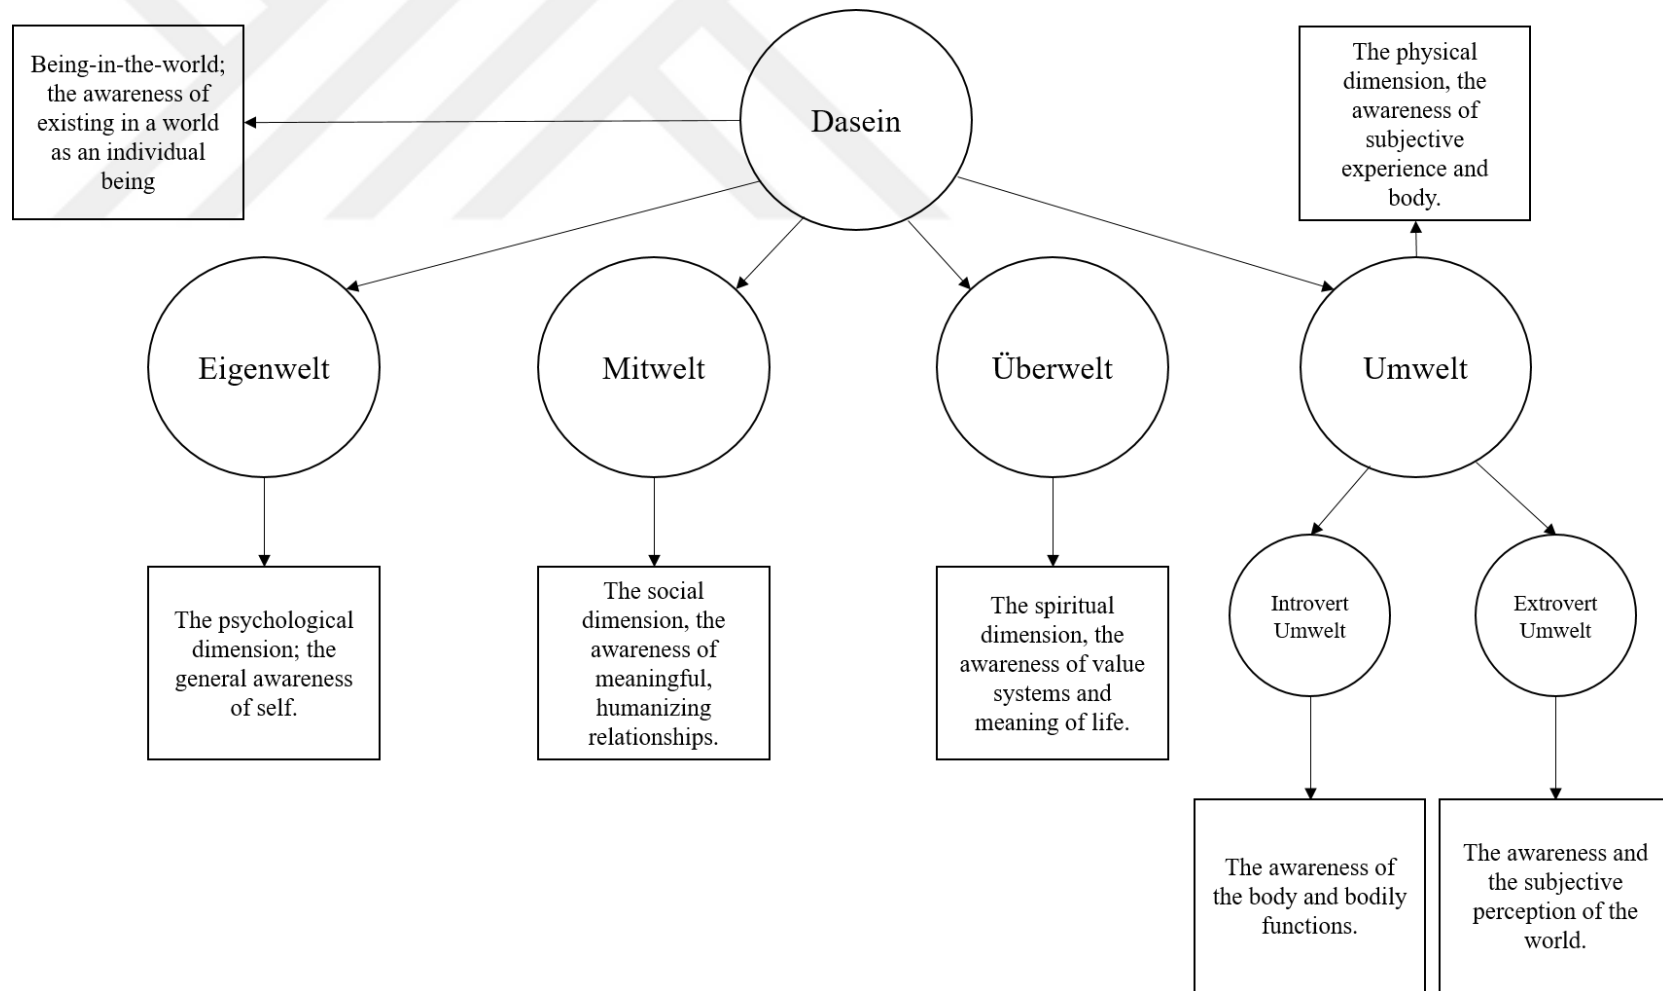 Being-in-the-world;
the awareness of
existing in a world
as an individual
being
Dasein
The physical
dimension, the
awareness of
subjective
experience and
body.
Eigenwelt
Mitwelt
Überwelt
Umwelt
The psychological
dimension; the
general awareness
of self.
The social
dimension, the
awareness of
meaningful,
humanizing
relationships.
The spiritual
dimension, the
awareness of value
systems and
meaning of life.
Introvert
Umwelt
Extrovert
Umwelt
The awareness of
the body and bodily
functions.
The awareness and
the subjective
perception of the
world.